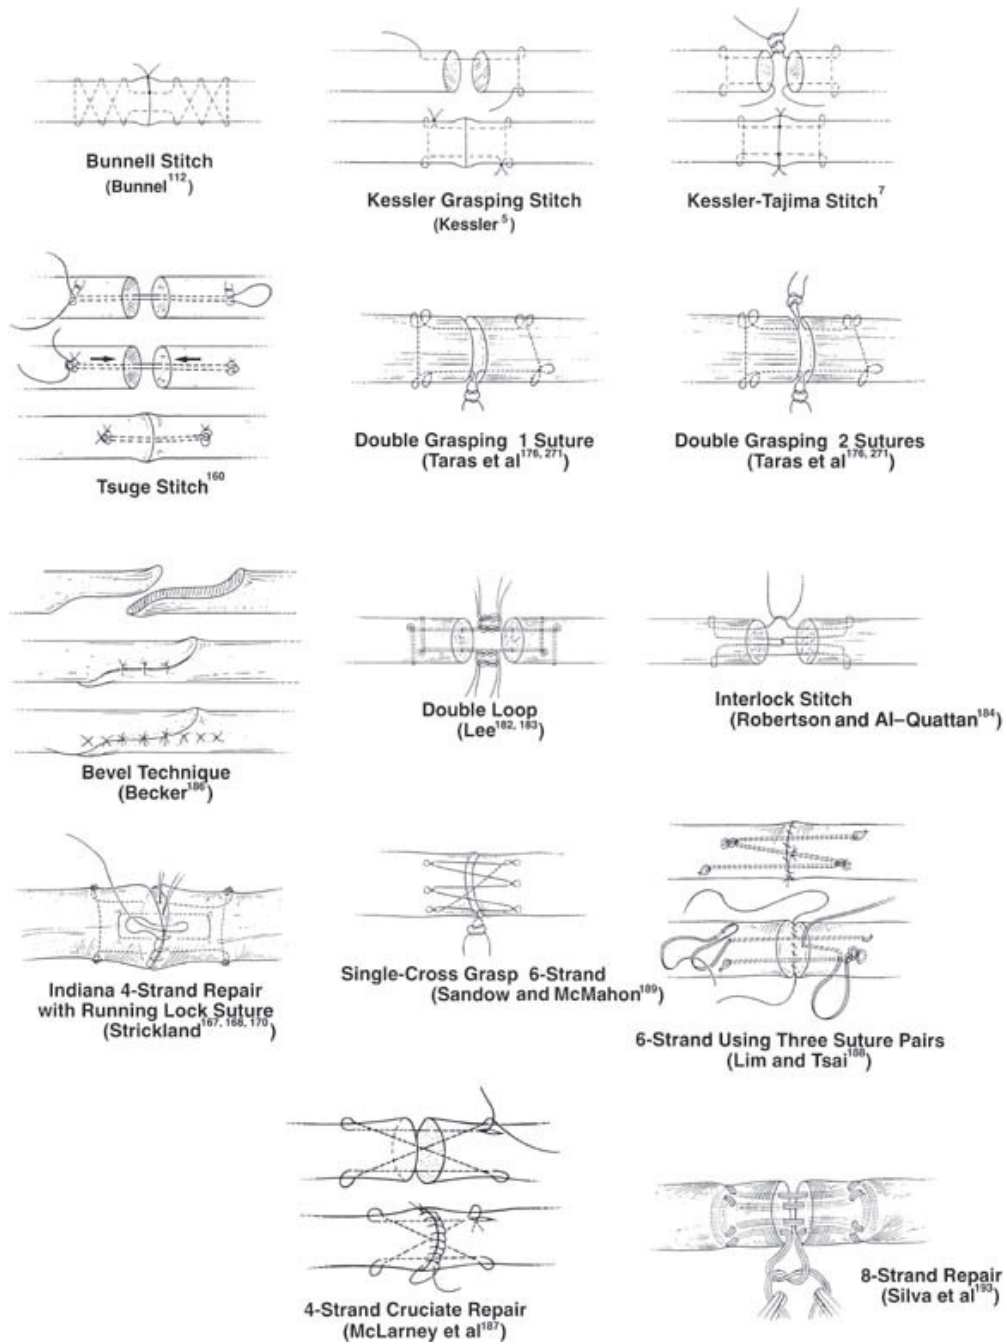 Bunnell Stitch
(Bunnel112)
Kessler Grasping Stitch
(Kessler5)
Kessler-Tajima Stitch7
Tsuge Stitch160
Double Grasping 1 Suture
(Taras et al176, 271)
Double Grasping 2 Sutures
(Taras et al176, 271)
Bevel Technique
(Becker186)
Double Loop
(Lee182, 183)
Interlock Stitch
(Robertson and Al–Quattan184)
Indiana 4-Strand Repair
with Running Lock Suture
(Strickland167, 168, 170)
Single-Cross Grasp 6-Strand
(Sandow and McMahon189)
6-Strand Using Three Suture Pairs
(Lim and Tsai188)
4-Strand Cruciate Repair
(McLarney et al187)
8-Strand Repair
(Silva et al193)